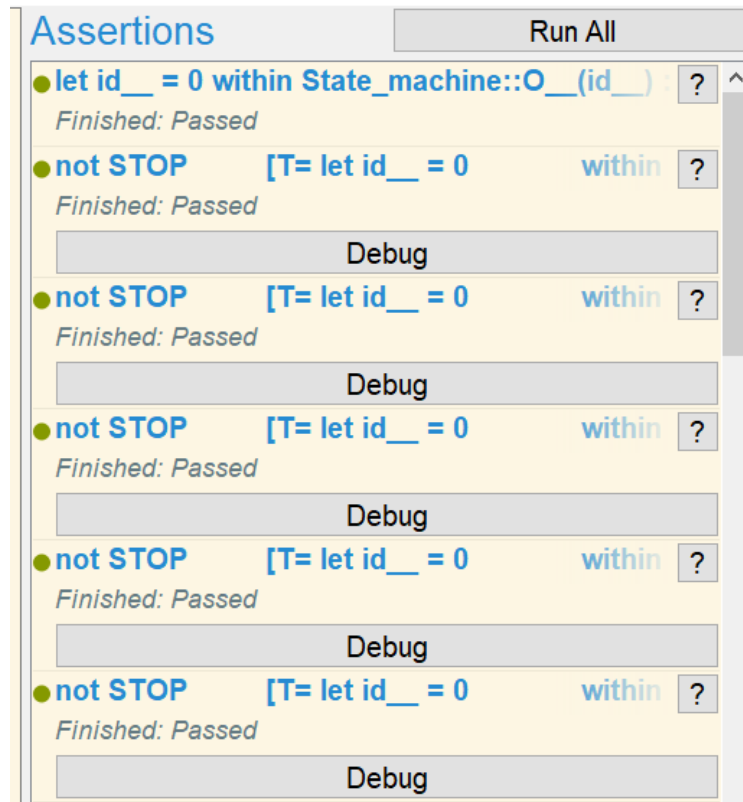 Assertions
Run All
let id__ = 0 within State_machine::O__(id__) :
?
Finished: Passed
not STOP [T= let id__ = 0 within
?
Finished: Passed
Debug
not STOP [T= let id__ = 0 within
?
Finished: Passed
Debug
not STOP [T= let id__ = 0 within
?
Finished: Passed
Debug
not STOP [T= let id__ = 0 within
?
Finished: Passed
Debug
not STOP [T= let id__ = 0 within
?
Finished: Passed
Debug